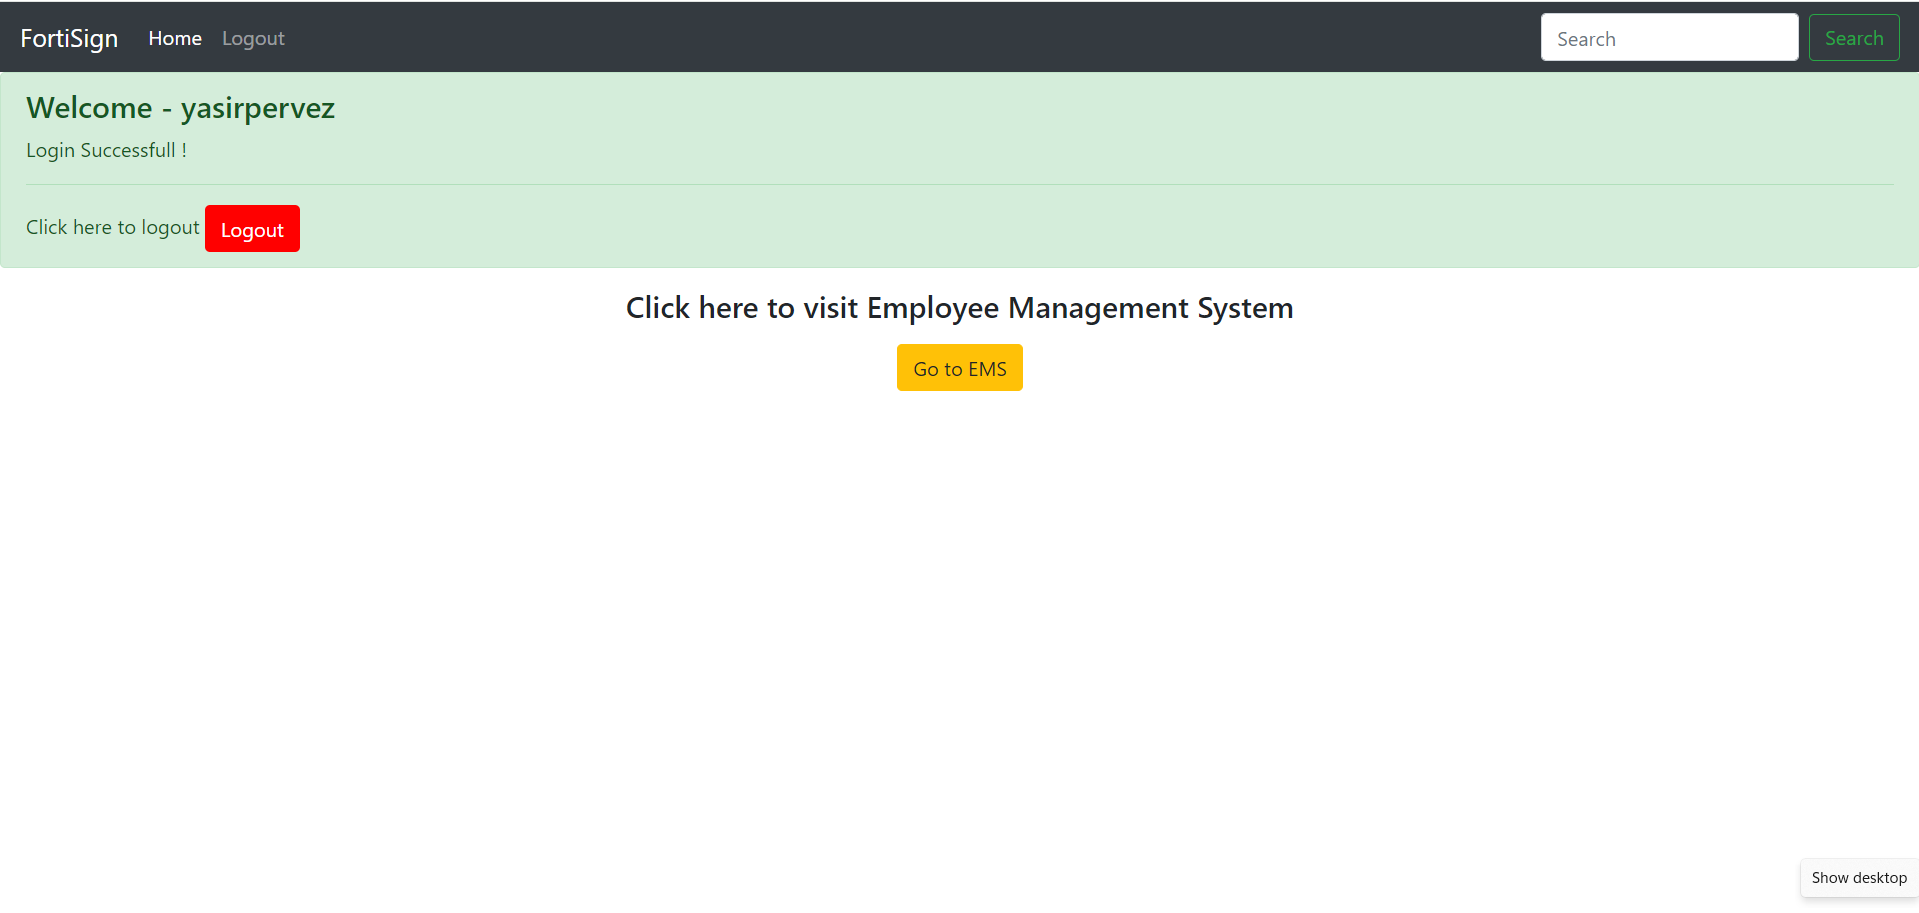 FortiSign Home Logout Search Search
Welcome - yasirpervez
Login Successfull !
Click here to logout Logout
Click here to visit Employee Management System
Go to EMS
Show desktop